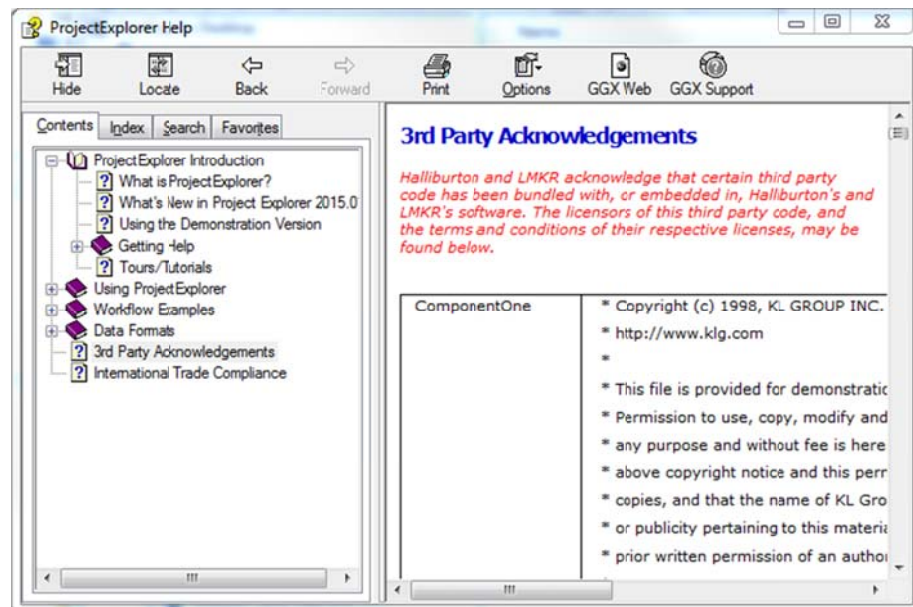 ProjectExplorer Help
Hide Locate Back Forward Print Options GGX Web GGX Support
Contents Index Search Favorites
ProjectExplorer Introduction
What is ProjectExplorer?
What's New in Project Explorer 2015.0
Using the Demonstration Version
Getting Help
Tours/Tutorials
Using ProjectExplorer
Workflow Examples
Data Formats
3rd Party Acknowledgements
International Trade Compliance
3rd Party Acknowledgements
Halliburton and LMKR acknowledge that certain third party
code has been bundled with, or embedded in, Halliburton's and
LMKR's software. The licensors of this third party code, and
the terms and conditions of their respective licenses, may be
found below.
ComponentOne
* Copyright (c) 1998, KL GROUP INC.
* http://www.klg.com
*
* This file is provided for demonstratic
* Permission to use, copy, modify and
* any purpose and without fee is here
* above copyright notice and this perr
* copies, and that the name of KL Gro
* or publicity pertaining to this materia
* prior written permission of an author